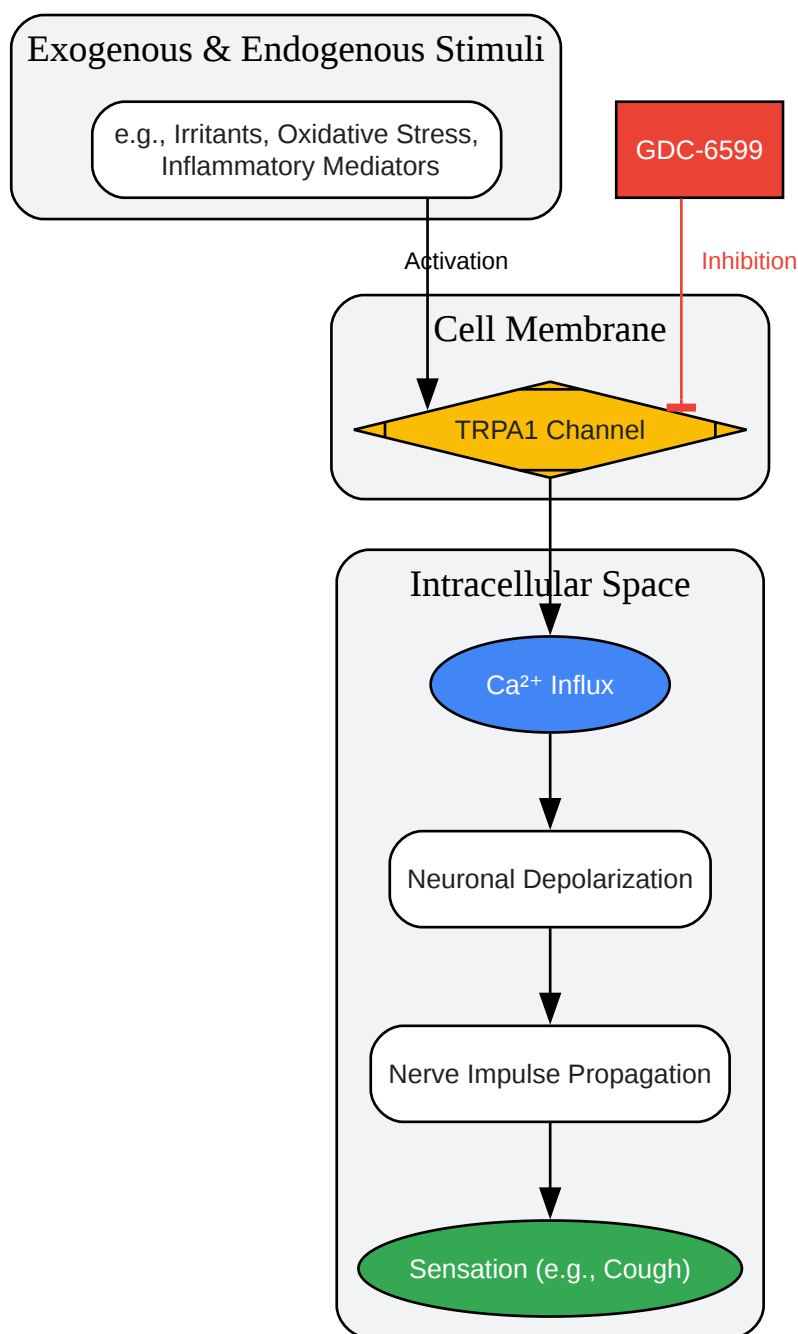 Exogenous & Endogenous Stimuli
e.g., Irritants, Oxidative Stress,
Inflammatory Mediators
GDC-6599
Activation
Inhibition
Cell Membrane
TRPA1 Channel
Intracellular Space
Ca²⁺ Influx
Neuronal Depolarization
Nerve Impulse Propagation
Sensation (e.g., Cough)